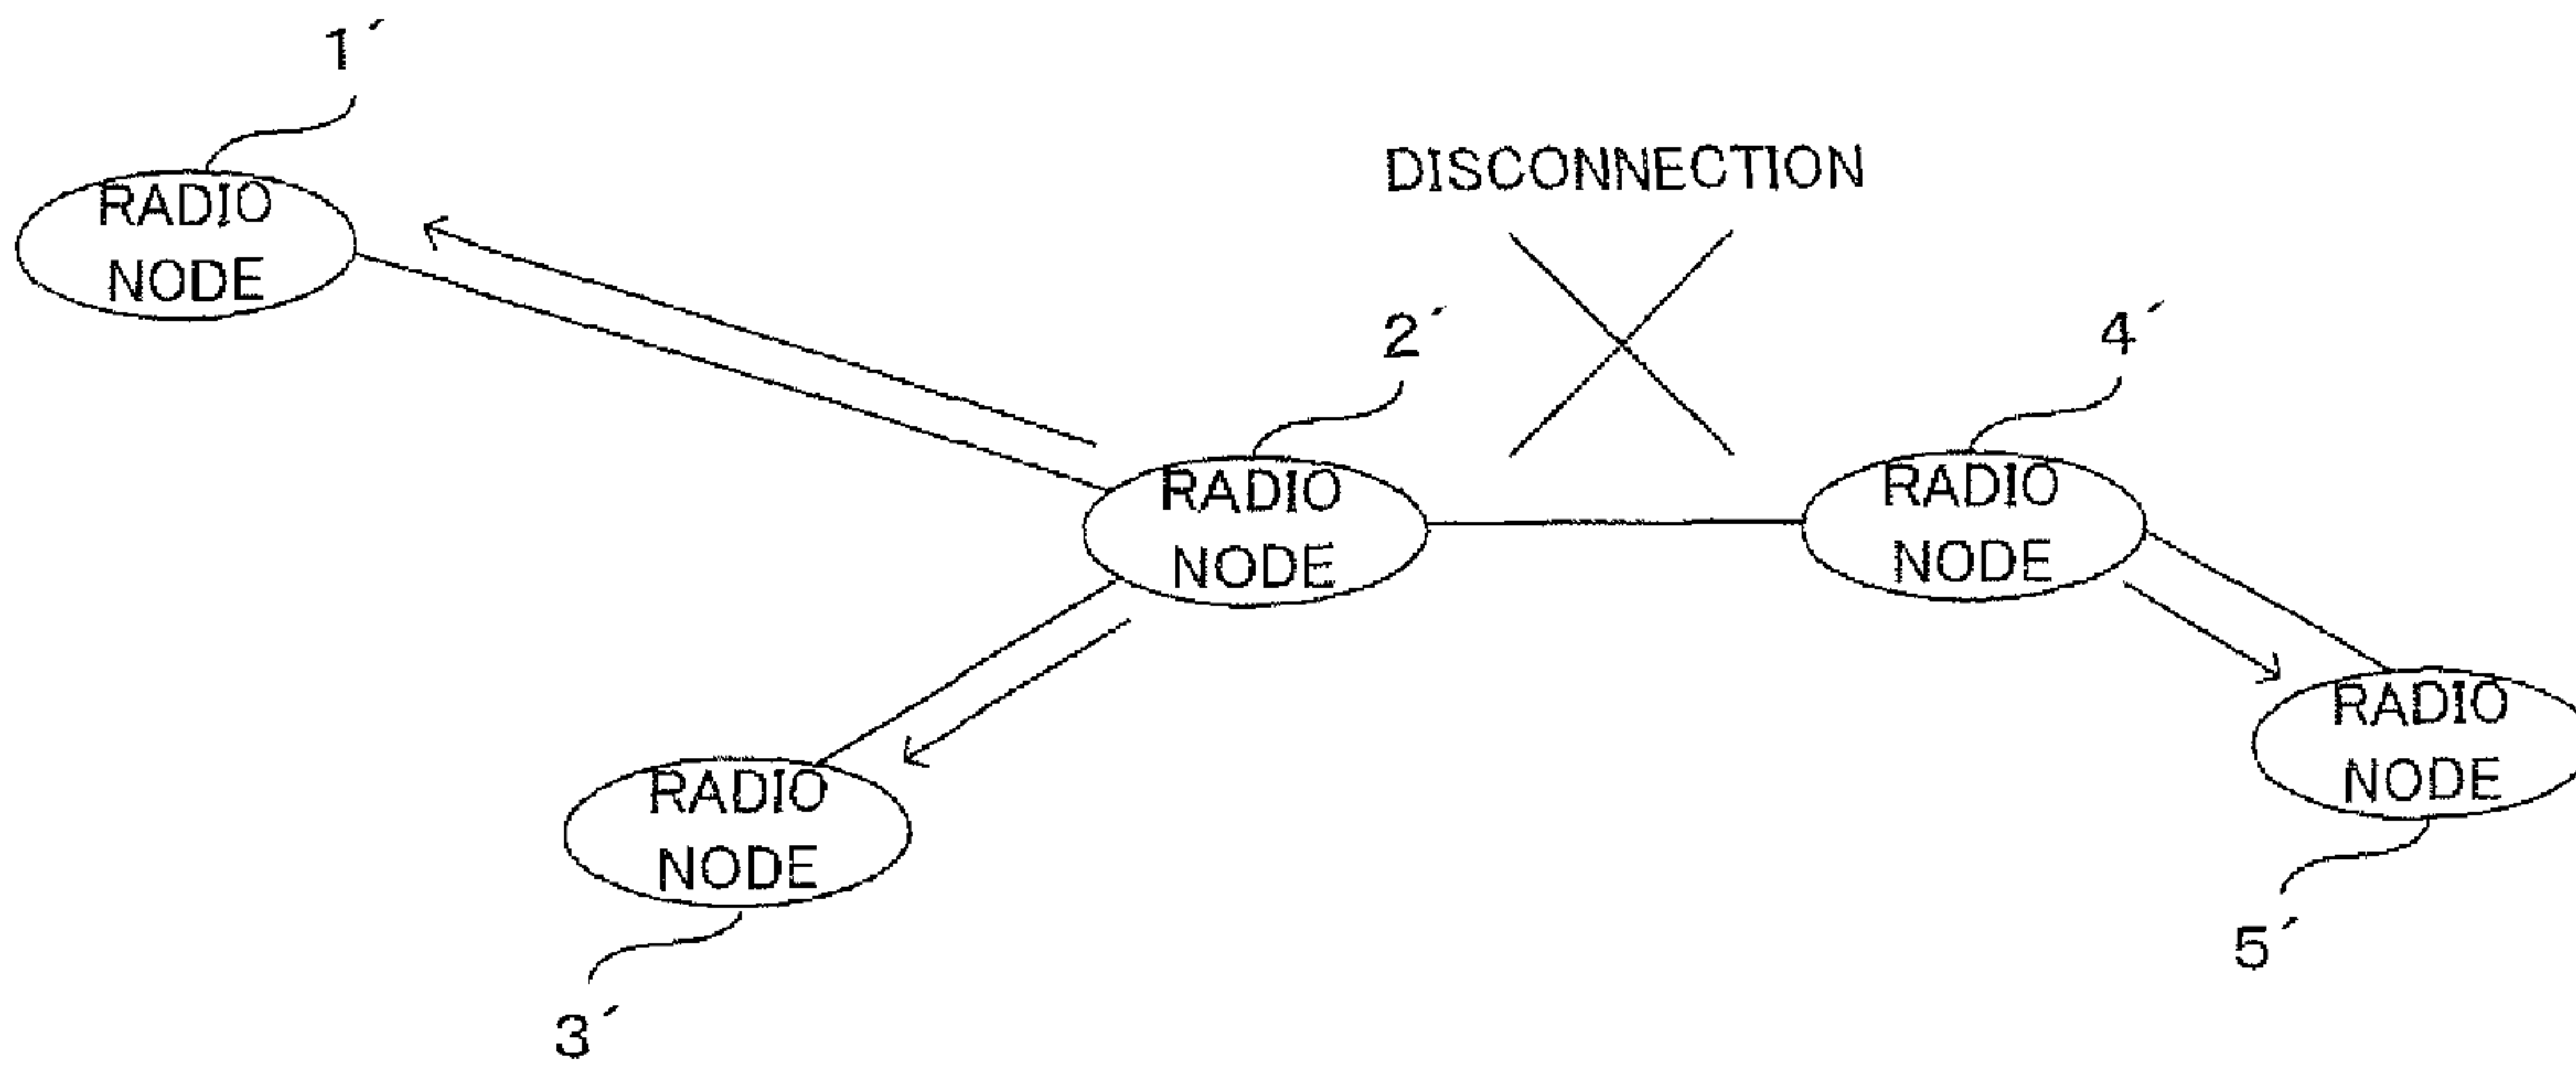 1´
RADIO
NODE
DISCONNECTION
2´
RADIO
NODE
4´
RADIO
NODE
RADIO
NODE
3´
RADIO
NODE
5´